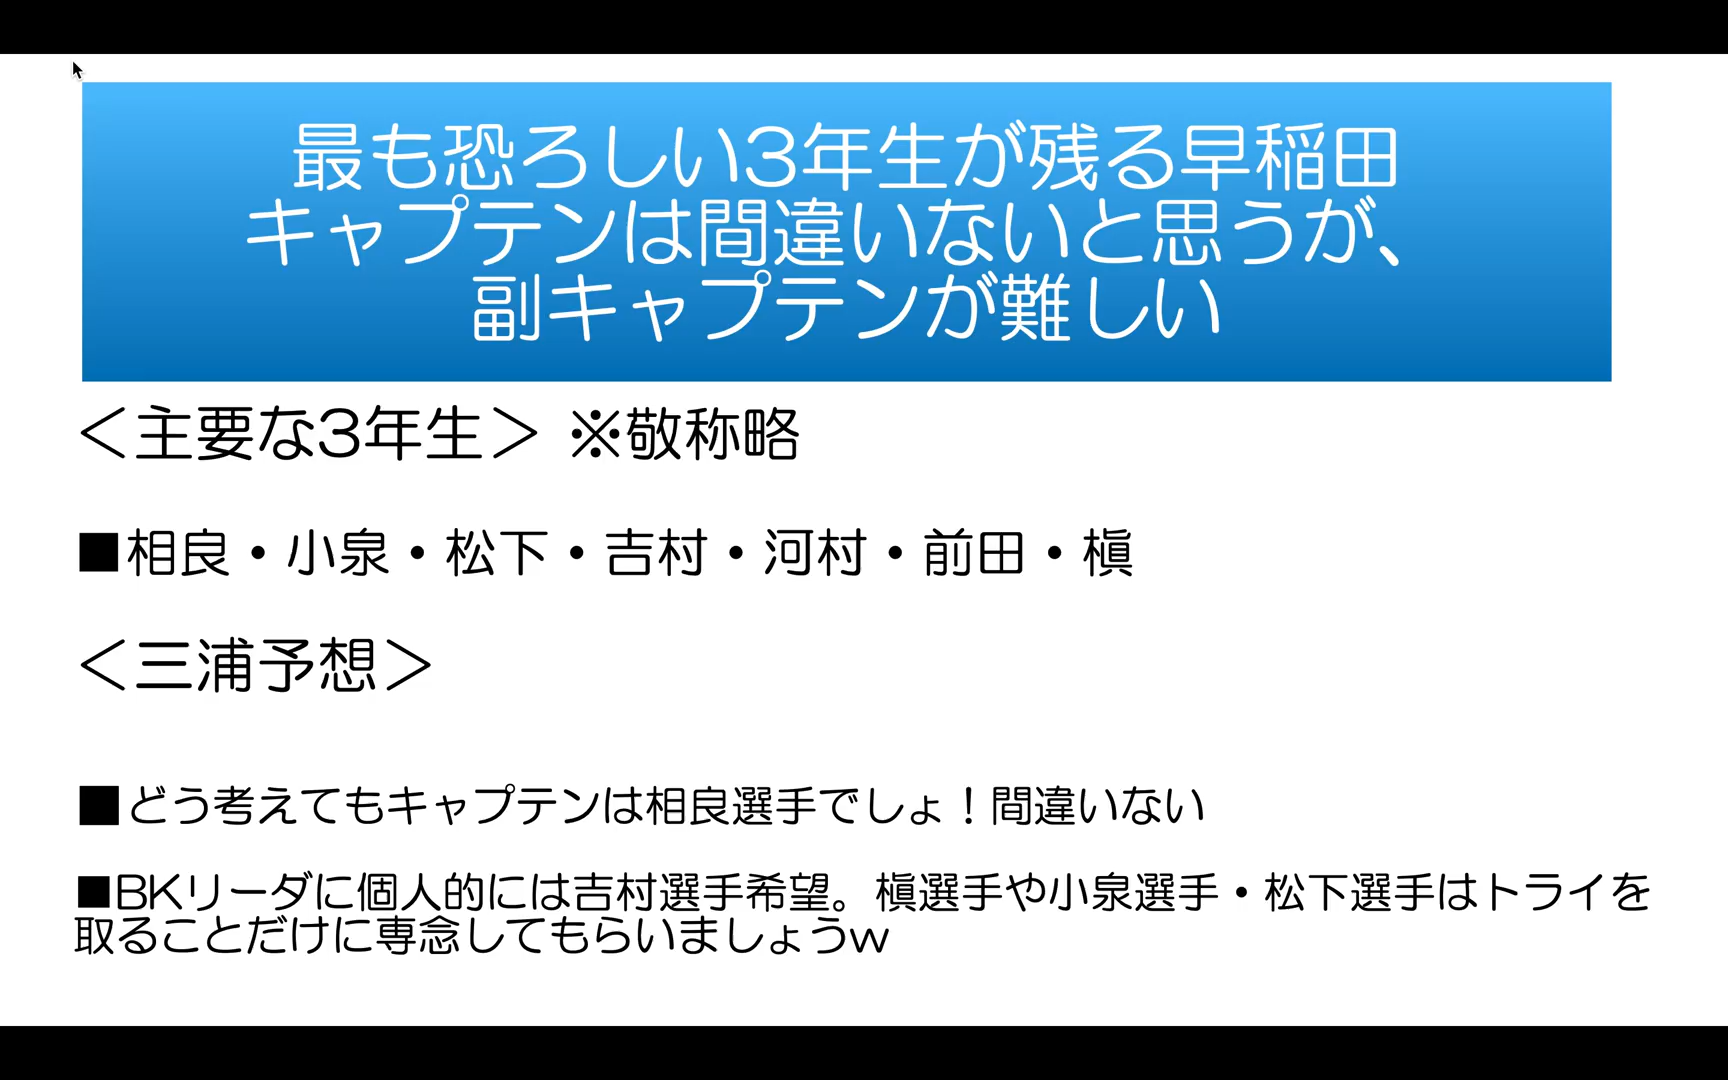 最も恐ろしい3年生が残る早稲田
キャプテンは間違いないと思うが、
副キャプテンが難しい
＜主要な3年生＞ ※敬称略
■相良・小泉・松下・吉村・河村・前田・槇
＜三浦予想＞
■どう考えてもキャプテンは相良選手でしょ！間違いない
■BKリーダに個人的には吉村選手希望。槇選手や小泉選手・松下選手はトライを
取ることだけに専念してもらいましょうw